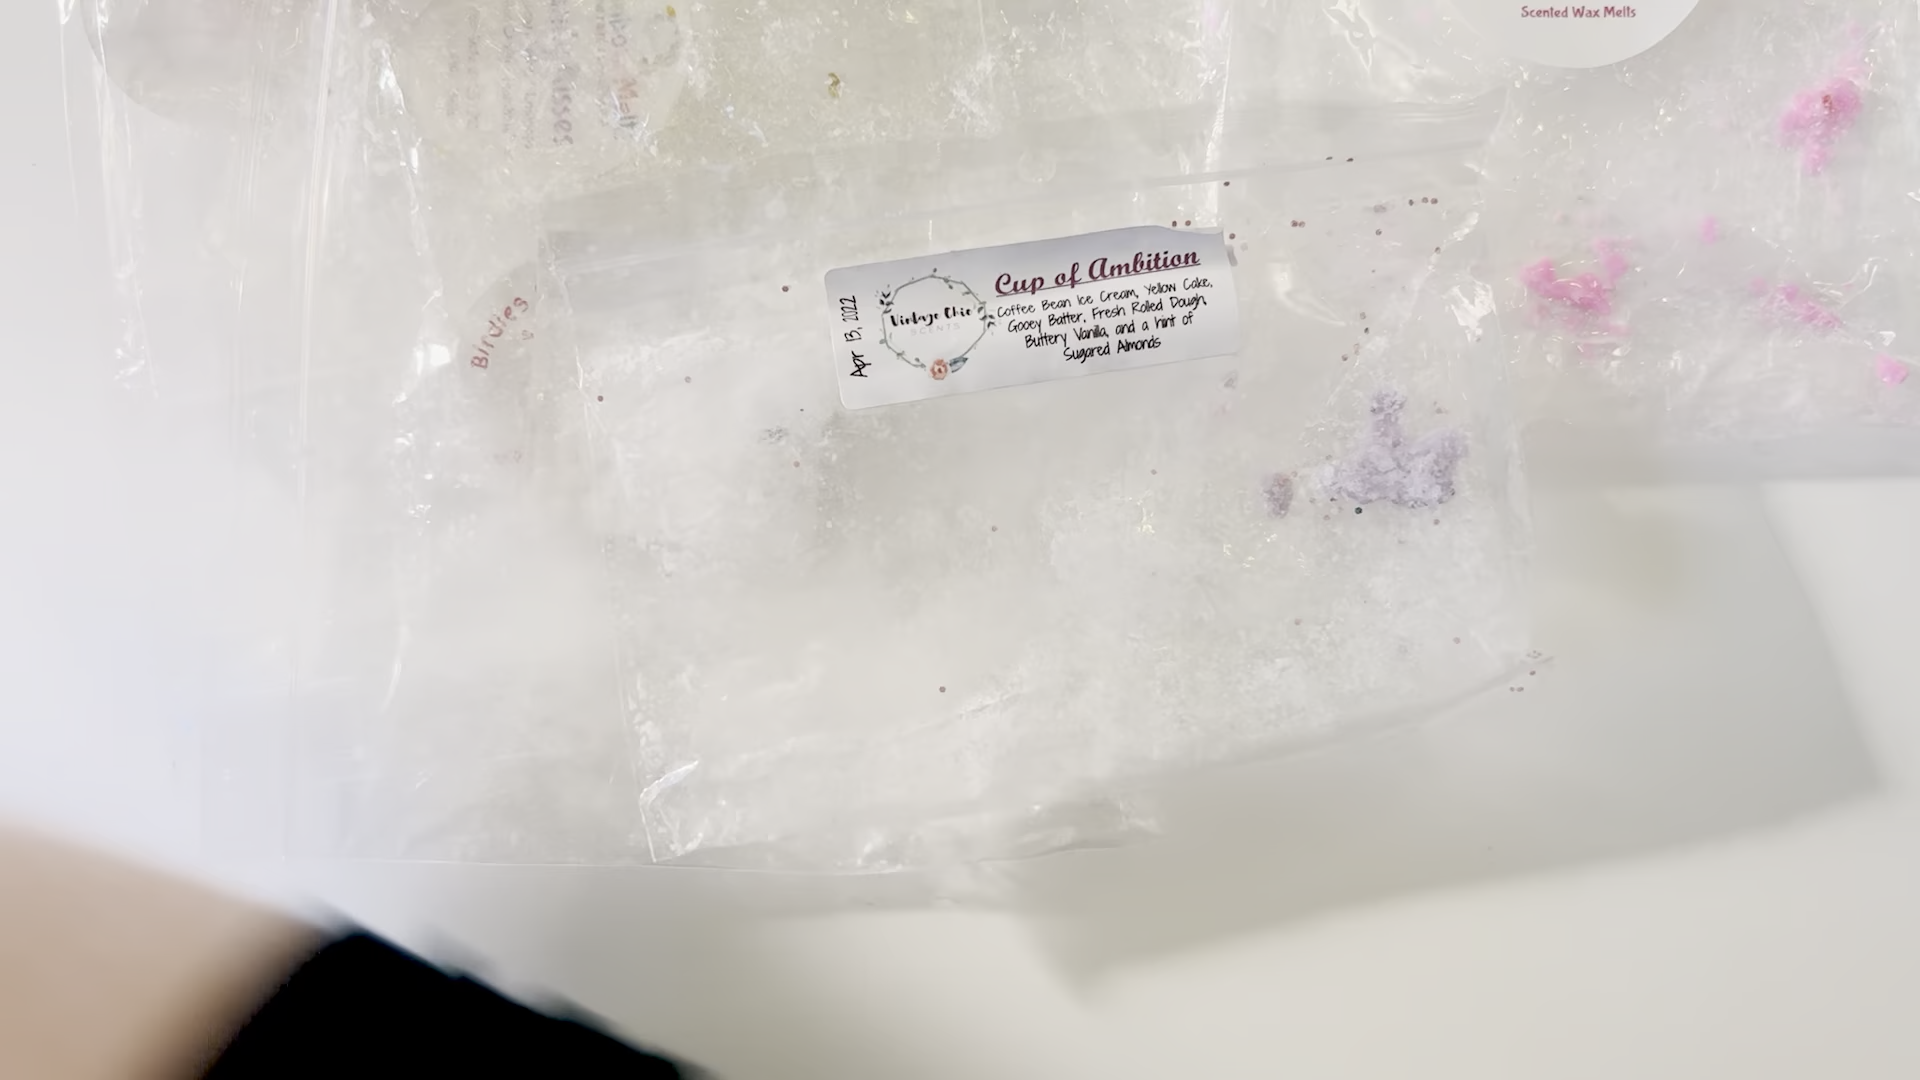 Scented Wax Melts
Birdies
Apr 13, 2022
Vintage Chic
SCENTS
Cup of Ambition
Coffee Bean Ice Cream, Yellow Cake,
Gooey Batter, Fresh Rolled Dough,
Buttery Vanilla, and a hint of
Sugared Almonds